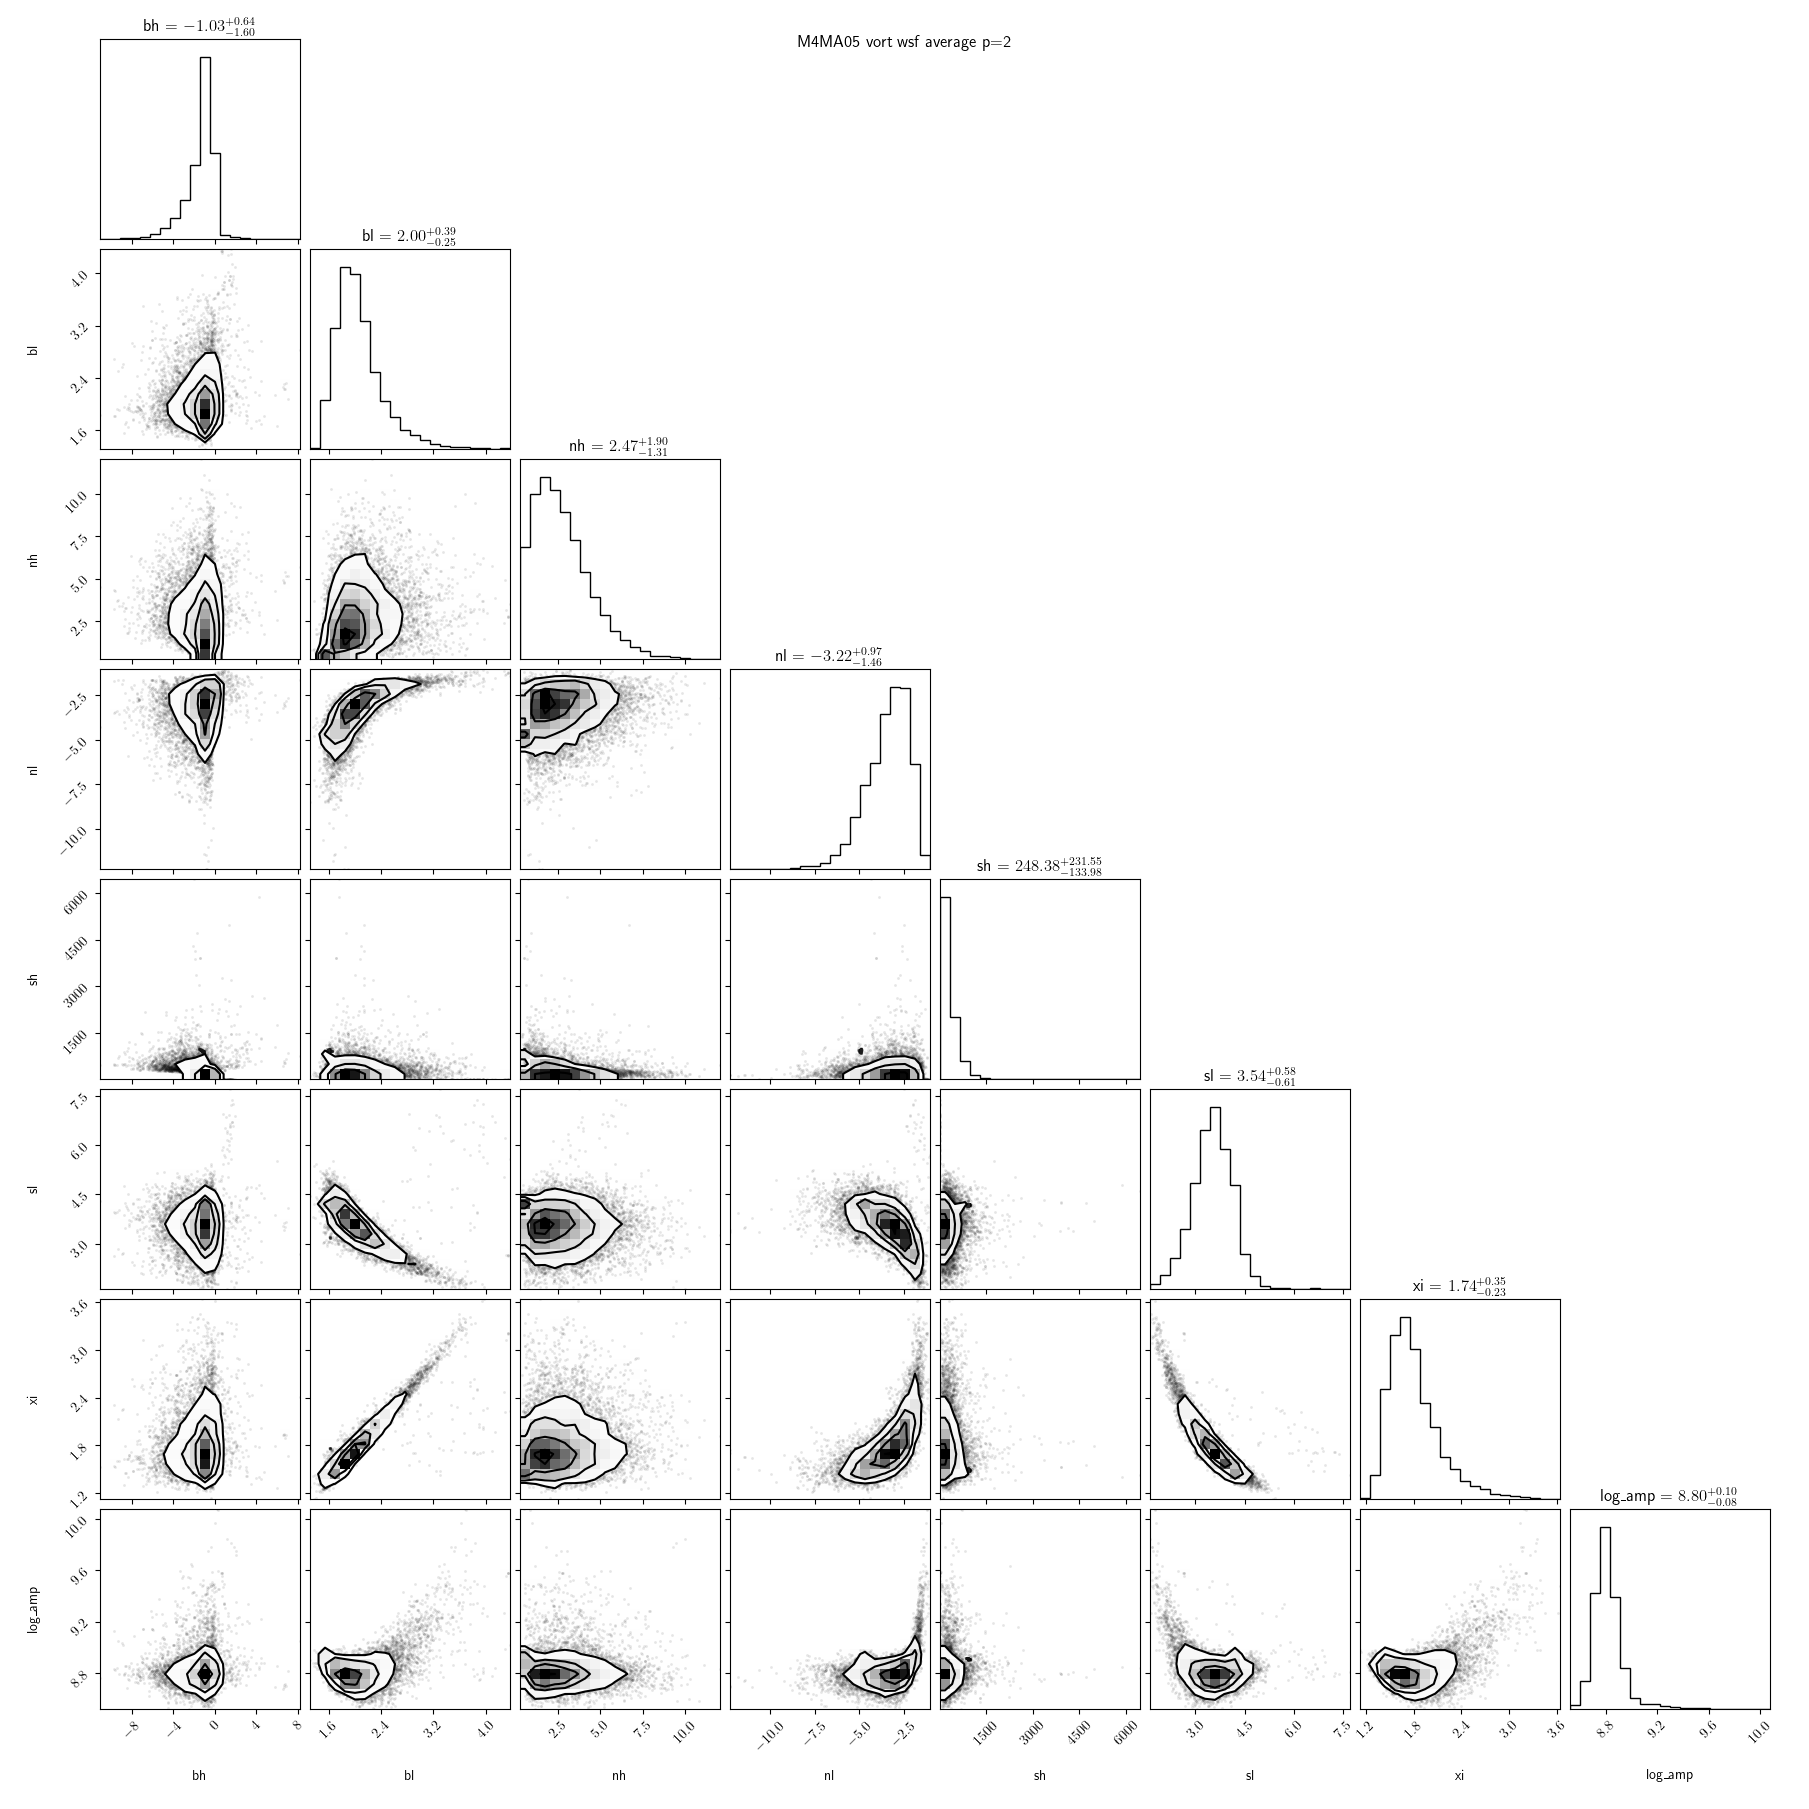 M4MA05 vort wsf average p=2
bh = −1.03+0.64−1.60
bl = 2.00+0.39−0.25
4.0
3.2
2.4
1.6
bl
nh = 2.47+1.90−1.31
10.0
7.5
5.0
2.5
nh
nl = −3.22+0.97−1.46
−2.5
−5.0
−7.5
−10.0
nl
sh = 248.38+231.55−133.98
6000
4500
3000
1500
sh
sl = 3.54+0.58−0.61
7.5
6.0
4.5
3.0
sl
xi = 1.74+0.35−0.23
3.6
3.0
2.4
1.8
1.2
xi
log_amp = 8.80+0.10−0.08
10.0
9.6
9.2
8.8
log_amp
−8 −4 0 4 8 1.6 2.4 3.2 4.0 2.5 5.0 7.5 10.0 −10.0 −7.5 −5.0 −2.5 1500 3000 4500 6000 3.0 4.5 6.0 7.5 1.2 1.8 2.4 3.0 3.6 8.8 9.2 9.6 10.0
bh bl nh nl sh sl xi log_amp